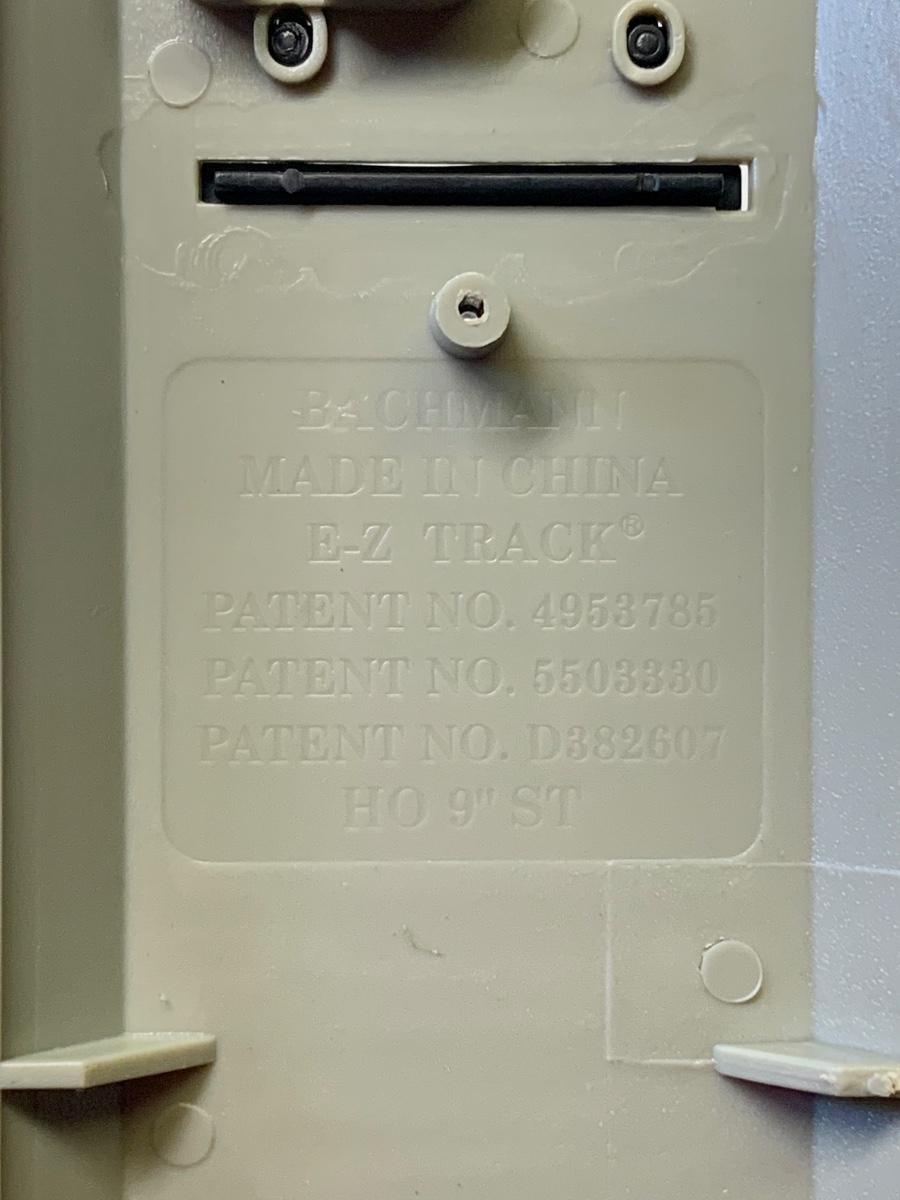 BACHMANN
MADE IN CHINA
E-Z TRACK®
PATENT NO. 4953785
PATENT NO. 5503330
PATENT NO. D382607
HO 9" ST